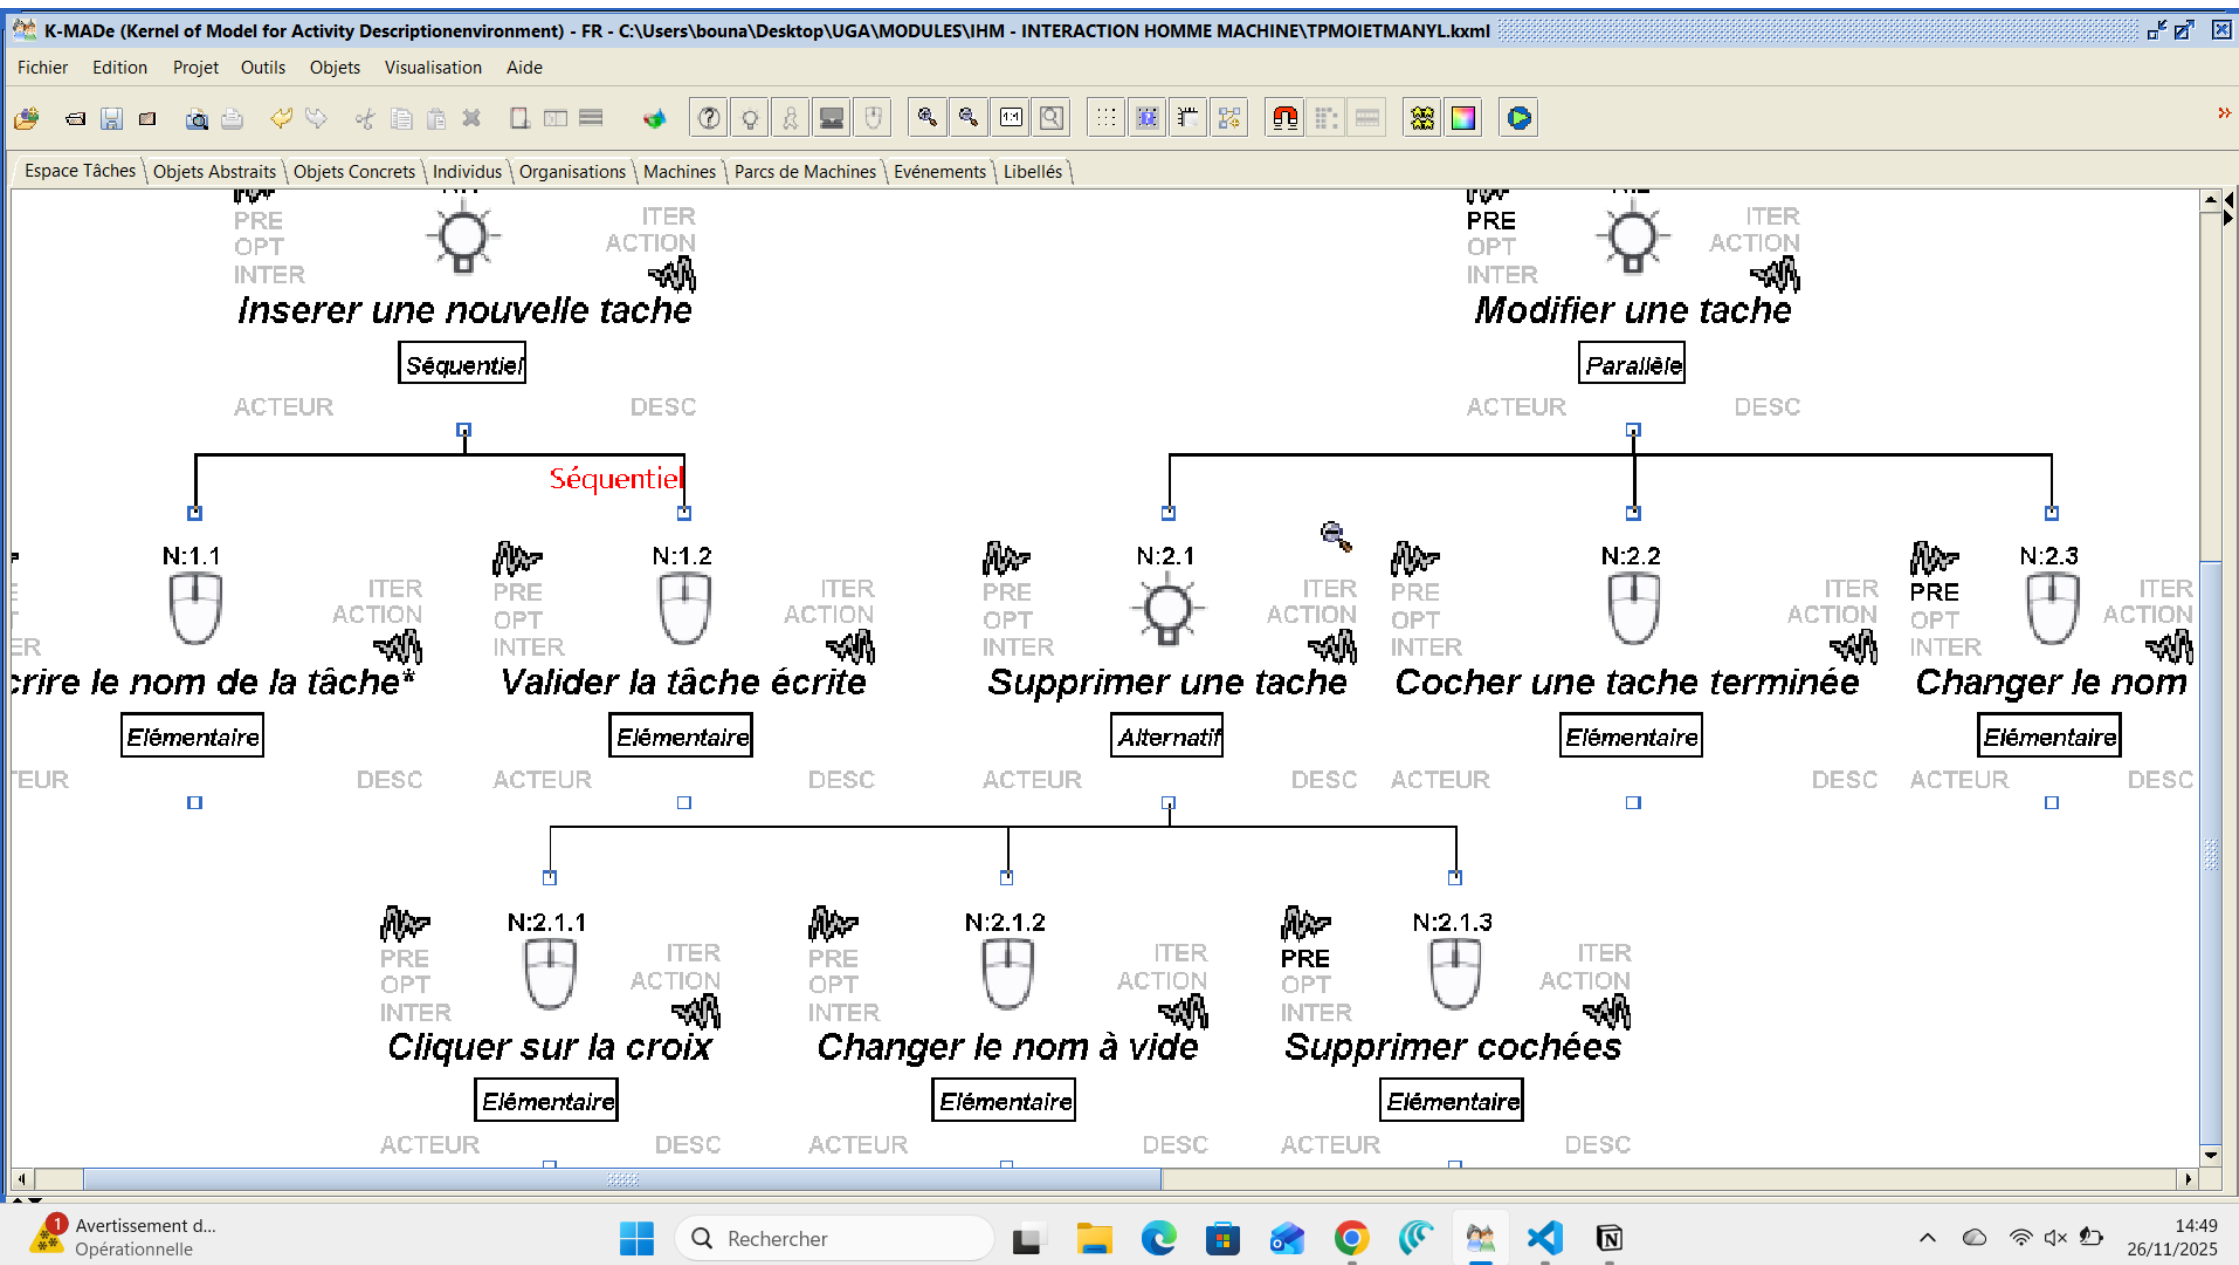 K-MADe (Kernel of Model for Activity Descriptionenvironment) - FR - C:\Users\bouna\Desktop\UGA\MODULES\IHM - INTERACTION HOMME MACHINE\TPMOIETMANYL.kxml
Fichier Edition Projet Outils Objets Visualisation Aide
1:1
Espace Tâches Objets Abstraits Objets Concrets Individus Organisations Machines Parcs de Machines Evénements Libellés
PRE ITER PRE ITER
OPT ACTION OPT ACTION
INTER INTER
Inserer une nouvelle tache Modifier une tache
Séquentiel Parallèle
ACTEUR DESC ACTEUR DESC
Séquentiel
N:1.1 N:1.2 N:2.1 N:2.2 N:2.3
ITER PRE ITER PRE ITER PRE ITER PRE ITER
ACTION OPT ACTION OPT ACTION OPT ACTION OPT ACTION
ER INTER INTER INTER INTER
crire le nom de la tâche* Valider la tâche écrite Supprimer une tache Cocher une tache terminée Changer le nom
Elémentaire Elémentaire Alternatif Elémentaire Elémentaire
TEUR DESC ACTEUR DESC ACTEUR DESC ACTEUR DESC ACTEUR DESC
N:2.1.1 N:2.1.2 N:2.1.3
PRE ITER PRE ITER PRE ITER
OPT ACTION OPT ACTION OPT ACTION
INTER INTER INTER
Cliquer sur la croix Changer le nom à vide Supprimer cochées
Elémentaire Elémentaire Elémentaire
ACTEUR DESC ACTEUR DESC ACTEUR DESC
1 Avertissement d...
Opérationnelle
Rechercher
14:49
26/11/2025